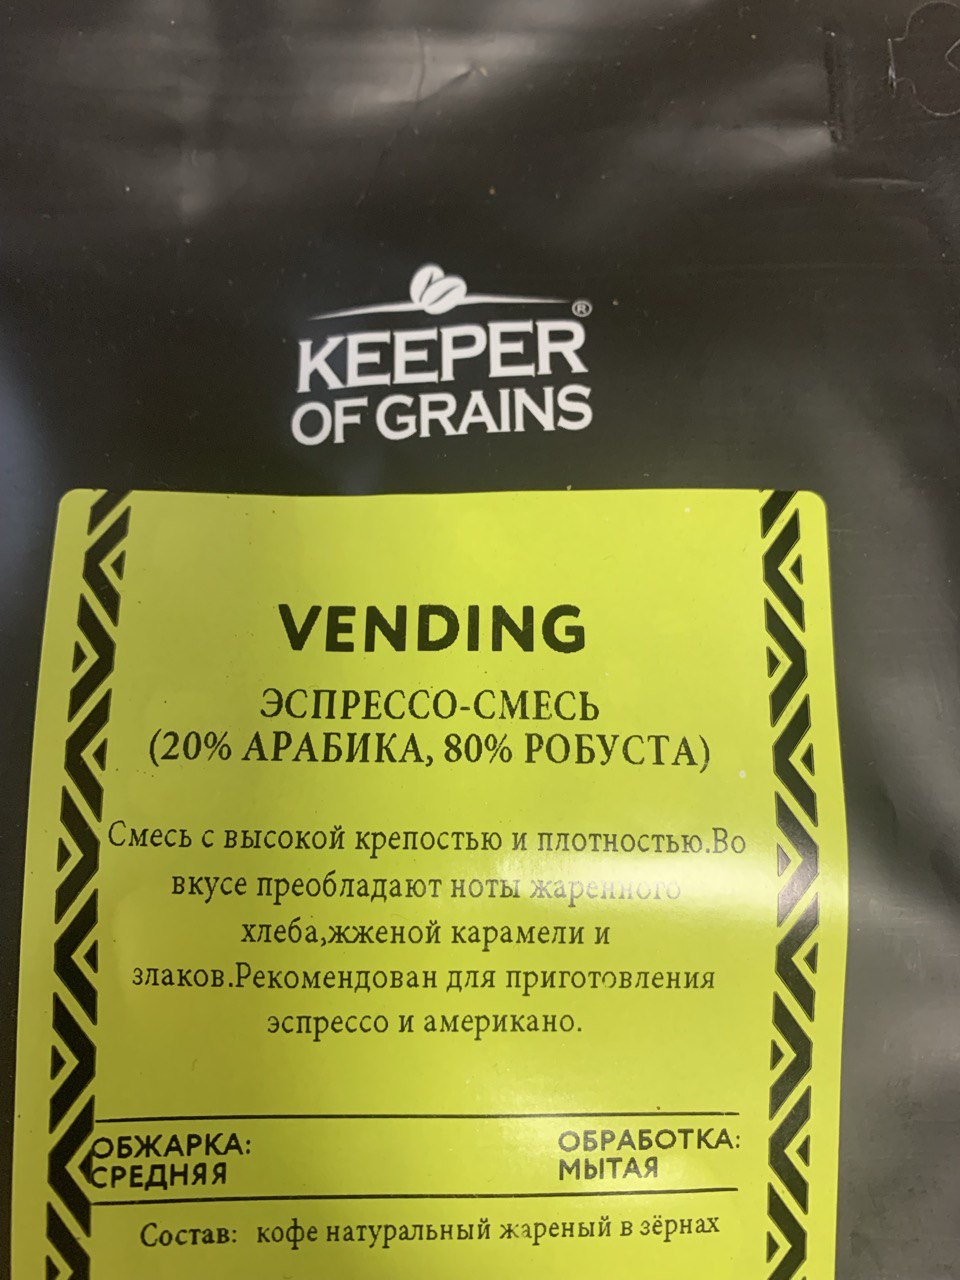 KEEPER®
OF GRAINS
VENDING
ЭСПРЕССО-СМЕСЬ
(20% АРАБИКА, 80% РОБУСТА)
Смесь с высокой крепостью и плотностью.Во
вкусе преобладают ноты жаренного
хлеба,жженой карамели и
злаков.Рекомендован для приготовления
эспрессо и американо.
ОБЖАРКА: ОБРАБОТКА:
СРЕДНЯЯ МЫТАЯ
Состав: кофе натуральный жареный в зёрнах